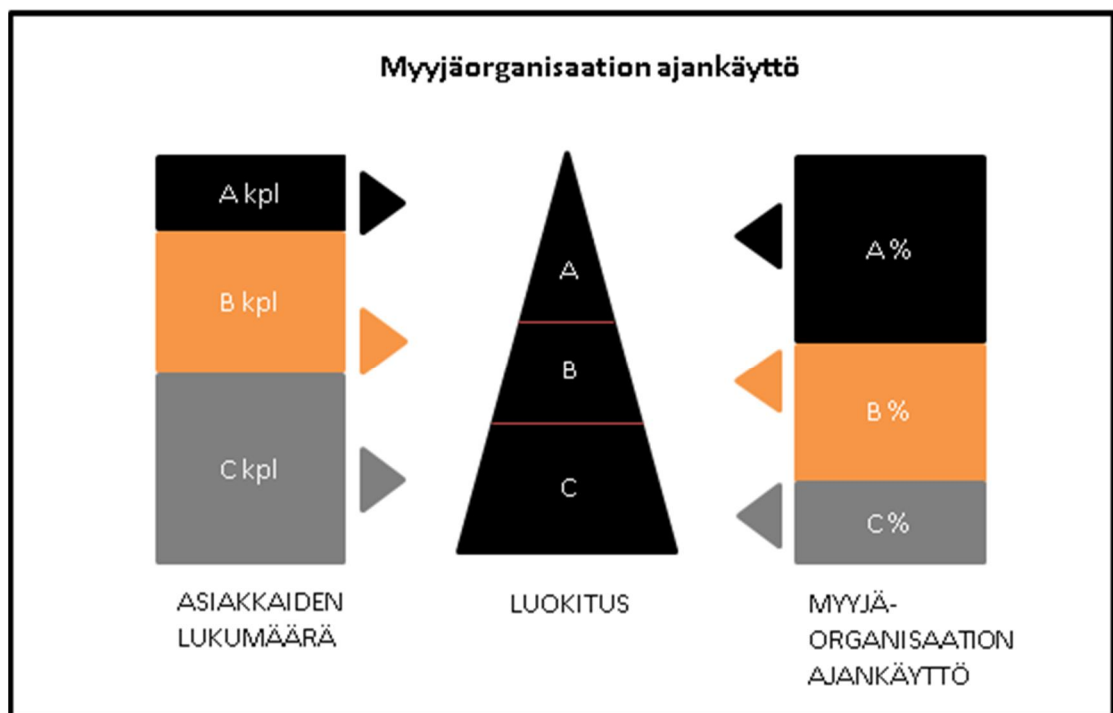 Myyjäorganisaation ajankäyttö
A kpl
B kpl
C kpl
A
B
C
A %
B %
C %
ASIAKKAIDEN
LUKUMÄÄRÄ
LUOKITUS
MYYJÄ-
ORGANISAATION
AJANKÄYTTÖ